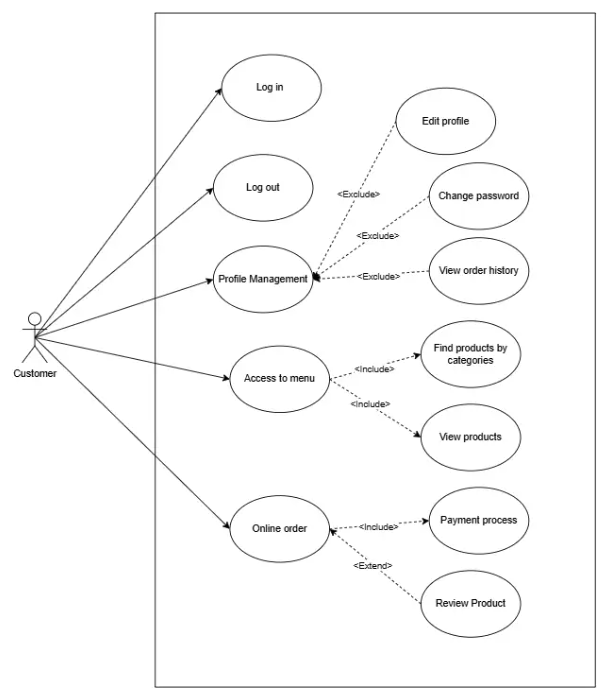 Log in
Edit profile
Log out
<Exclude>
Change password
<Exclude>
View order history
Profile Management
<Exclude>
Customer
Find products by
categories
Access to menu
<Include>
<Include>
View products
Online order
<Include>
Payment process
<Extend>
Review Product